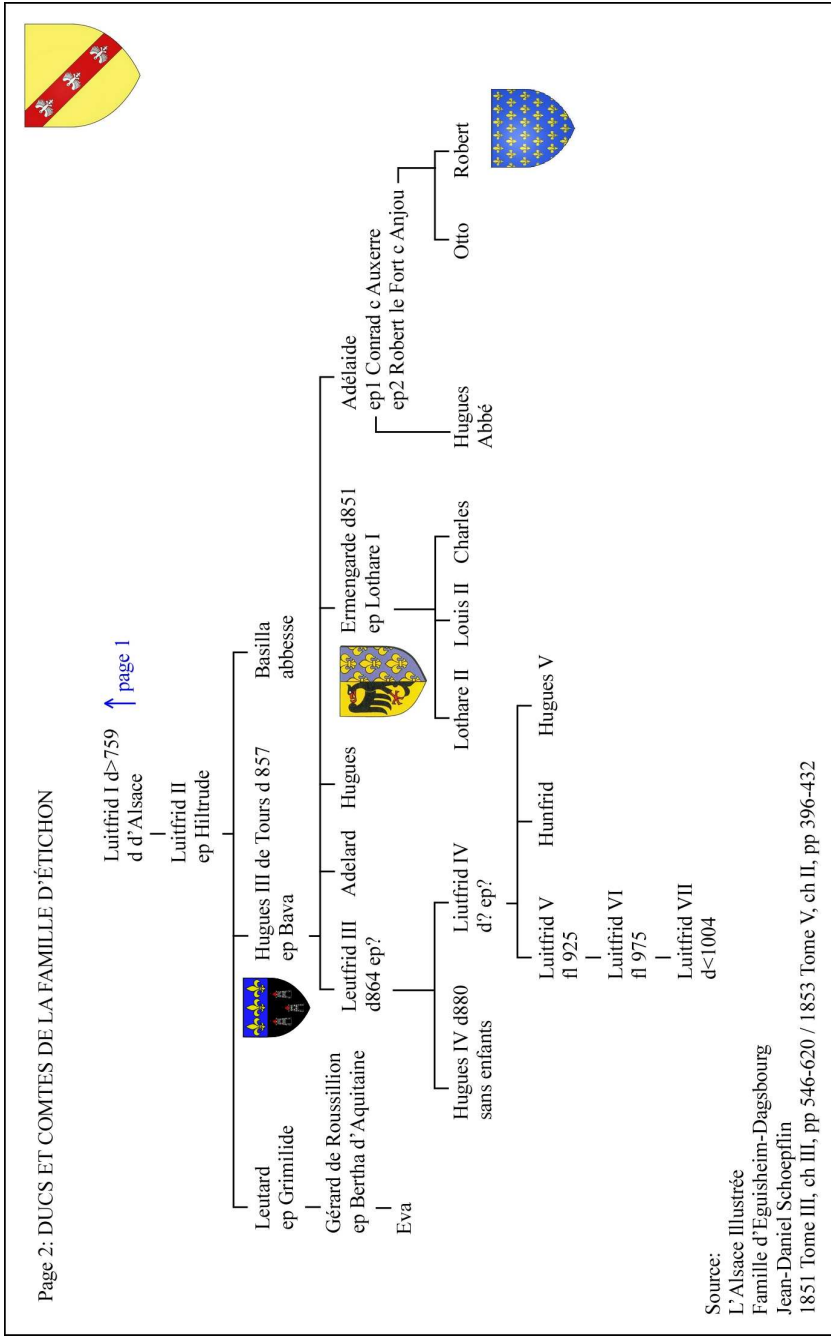 Page 2: DUCS ET COMTES DE LA FAMILLE D'ÉTICHON
Luitfrid I d>759
d d'Alsace
↑ page 1
Luitfrid II
ep Hiltrude
Leutard
ep Grimilide
Hugues III de Tours d 857
ep Bava
Basilla
abbesse
Gérard de Roussillion
ep Bertha d'Aquitaine
Eva
Leutfrid III
d864 ep?
Adelard
Hugues
Ermengarde d851
ep Lothare I
Adélaide
ep1 Conrad c Auxerre
ep2 Robert le Fort c Anjou
Hugues IV d880
sans enfants
Liutfrid IV
d? ep?
Lothare II
Louis II
Charles
Hugues
Abbé
Otto
Robert
Luitfrid V
fl 925
Hunfrid
Hugues V
Luitfrid VI
fl 975
Luitfrid VII
d<1004
Source:
L'Alsace Illustrée
Famille d'Eguisheim-Dagsbourg
Jean-Daniel Schoepflin
1851 Tome III, ch III, pp 546-620 / 1853 Tome V, ch II, pp 396-432